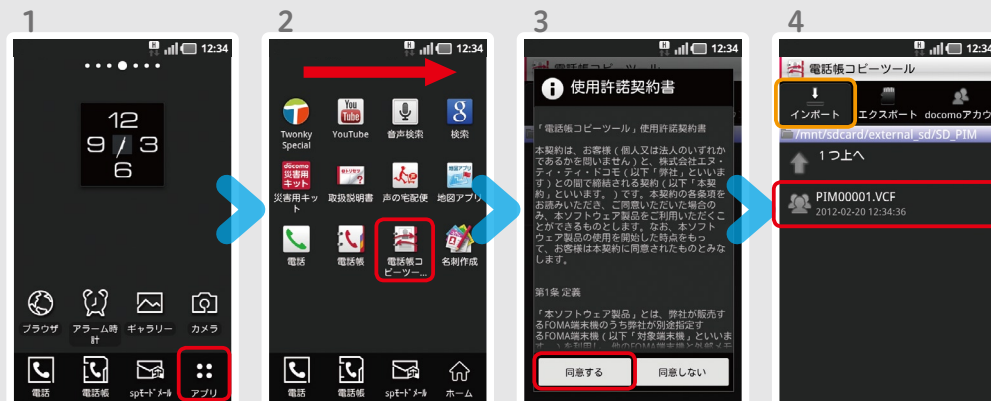 1
2
3
4
12:34
12
9 / 3
6
ブラウザ
アラーム時計
ギャラリー
カメラ
電話
電話帳
spモードメール
アプリ
12:34
Twonky Special
YouTube
音声検索
検索
災害用キット
取扱説明書
声の宅配便
地図アプリ
電話
電話帳
電話帳コピーツー...
名刺作成
電話
電話帳
spモードメール
ホーム
12:34
使用許諾契約書
「電話帳コピーツール」使用許諾契約書
本契約は、お客様（個人又は法人のいずれか
であるかを問いません）と、株式会社エヌ・
ティ・ティ・ドコモ（以下「弊社」といいま
す）との間で締結される契約（以下「本契
約」といいます。）です。本契約の各条項を
お読みいただき、ご同意いただいた場合の
み、本ソフトウェア製品をご利用いただくこ
とができるものとします。なお、本ソフト
ウェア製品の使用を開始した時点をもっ
て、お客様は本契約に同意されたものとみな
します。
第1条 定義
「本ソフトウェア製品」とは、弊社が販売す
るFOMA端末機のうち弊社が別途指定す
るFOMA端末機（以下「対象端末機」といいま
同意する
同意しない
12:34
電話帳コピーツール
インポート
エクスポート
docomoアカウ
/mnt/sdcard/external_sd/SD_PIM
1つ上へ
PIM00001.VCF
2012-02-20 12:34:36